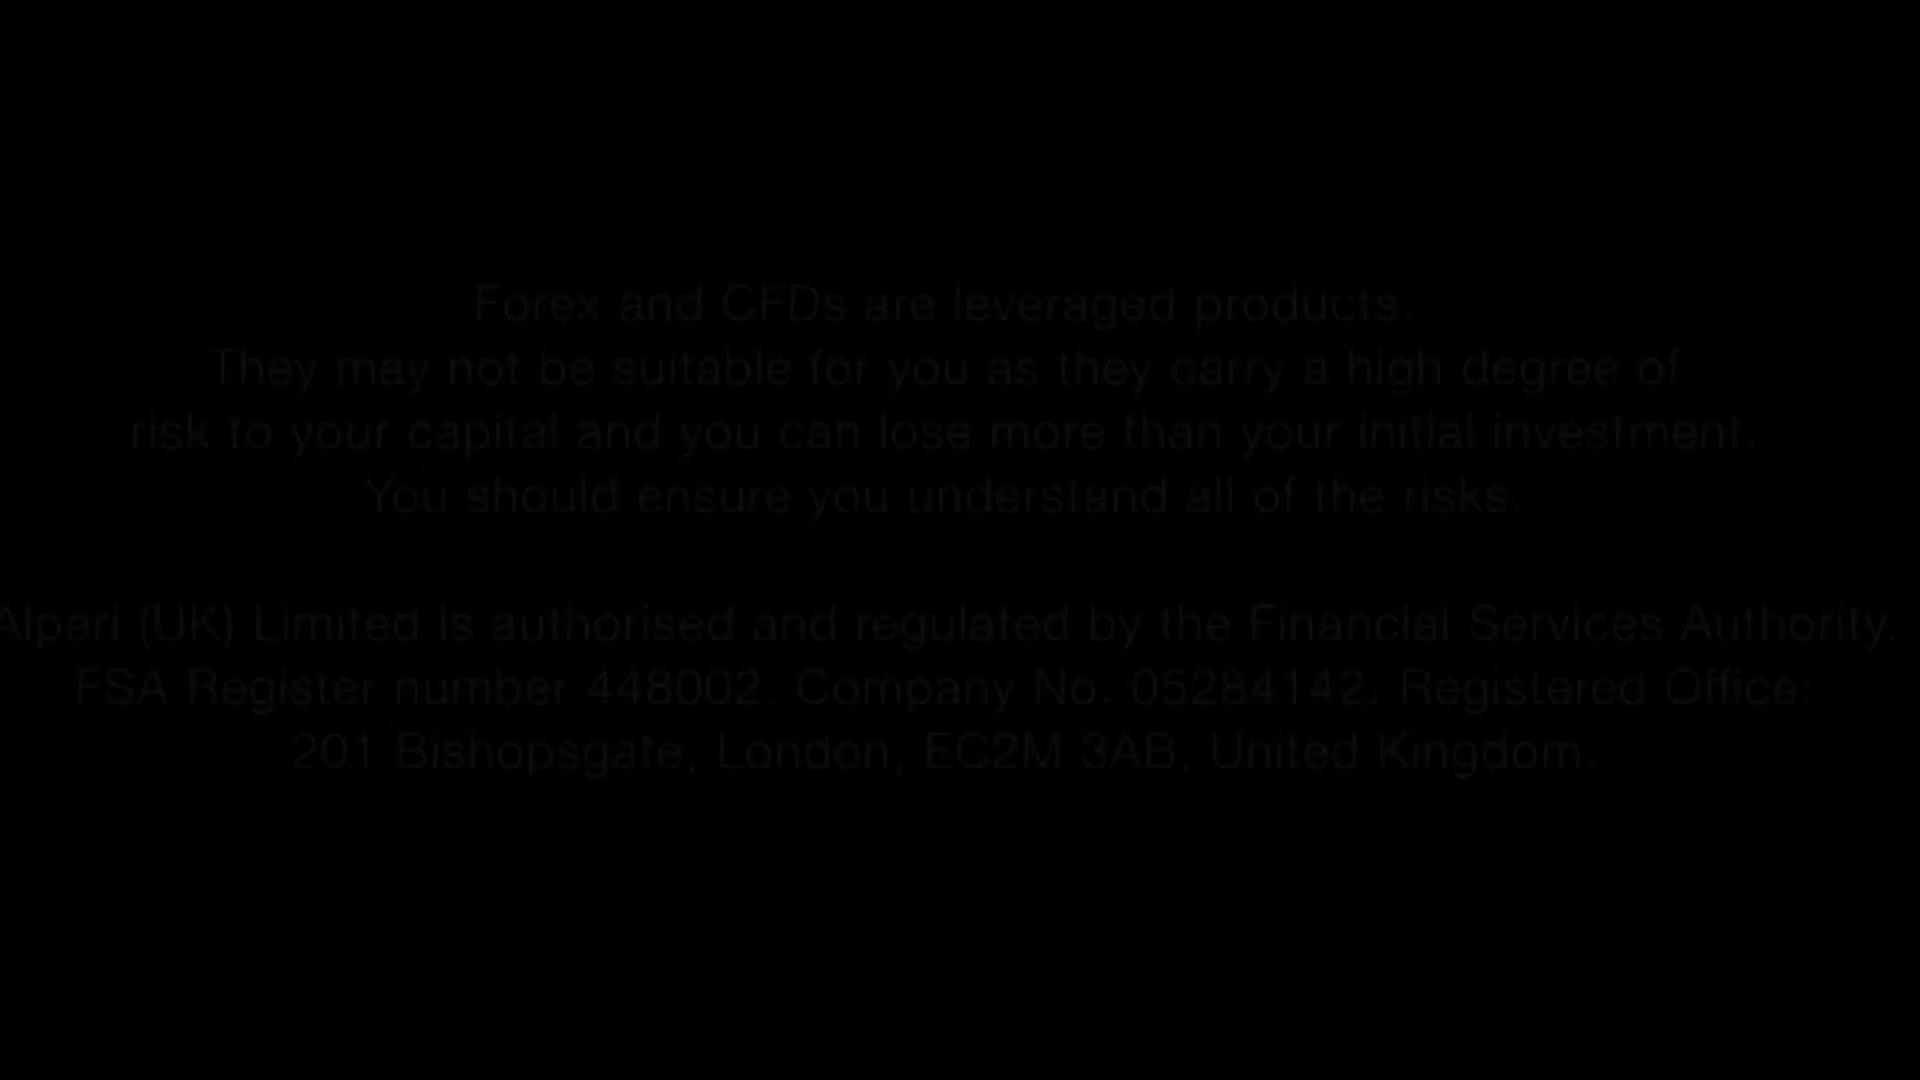 Forex and CFDs are leveraged products.
They may not be suitable for you as they carry a high degree of
risk to your capital and you can lose more than your initial investment.
You should ensure you understand all of the risks.
Alpari (UK) Limited is authorised and regulated by the Financial Services Authority.
FSA Register number 448002. Company No. 05284142. Registered Office:
201 Bishopsgate, London, EC2M 3AB, United Kingdom.